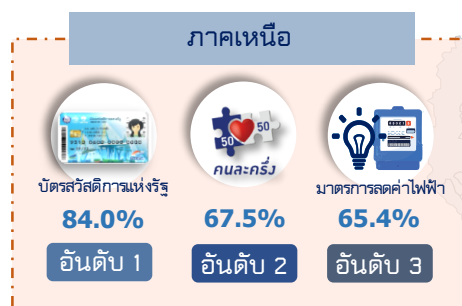 ภาคเหนือ
50 50
คนละครึ่ง
บัตรสวัสดิการแห่งรัฐ
มาตรการลดค่าไฟฟ้า
84.0% 67.5% 65.4%
อันดับ 1 อันดับ 2 อันดับ 3